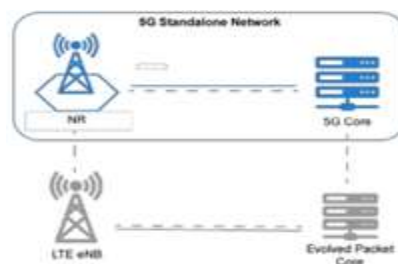 5G Standalone Network
NR
5G Core
LTE eNB
Evolved Packet
Core